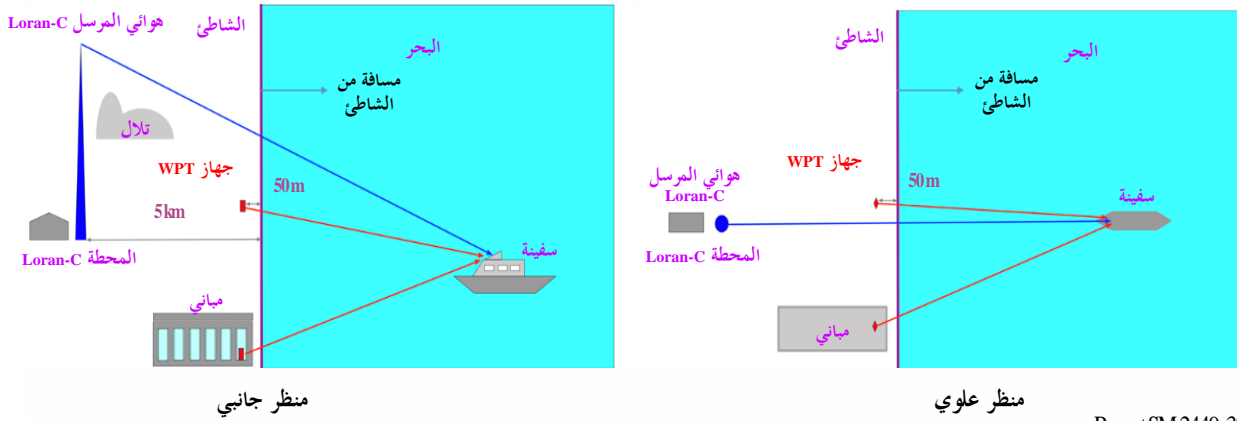 هوائي المرسل Loran-C
الشاطئ
البحر
مسافة من
الشاطئ
تلال
جهاز WPT
50m
5km
المحطة Loran-C
سفينة
مباني
منظر جانبي
الشاطئ
البحر
مسافة من
الشاطئ
جهاز WPT
50m
هوائي المرسل
Loran-C
سفينة
المحطة Loran-C
مباني
منظر علوي